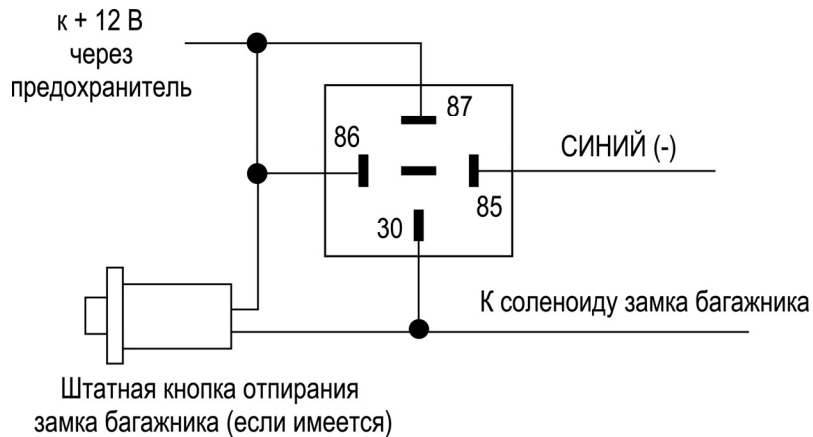 к + 12 В
через
предохранитель
87
86
СИНИЙ (-)
85
30
К соленоиду замка багажника
Штатная кнопка отпирания
замка багажника (если имеется)